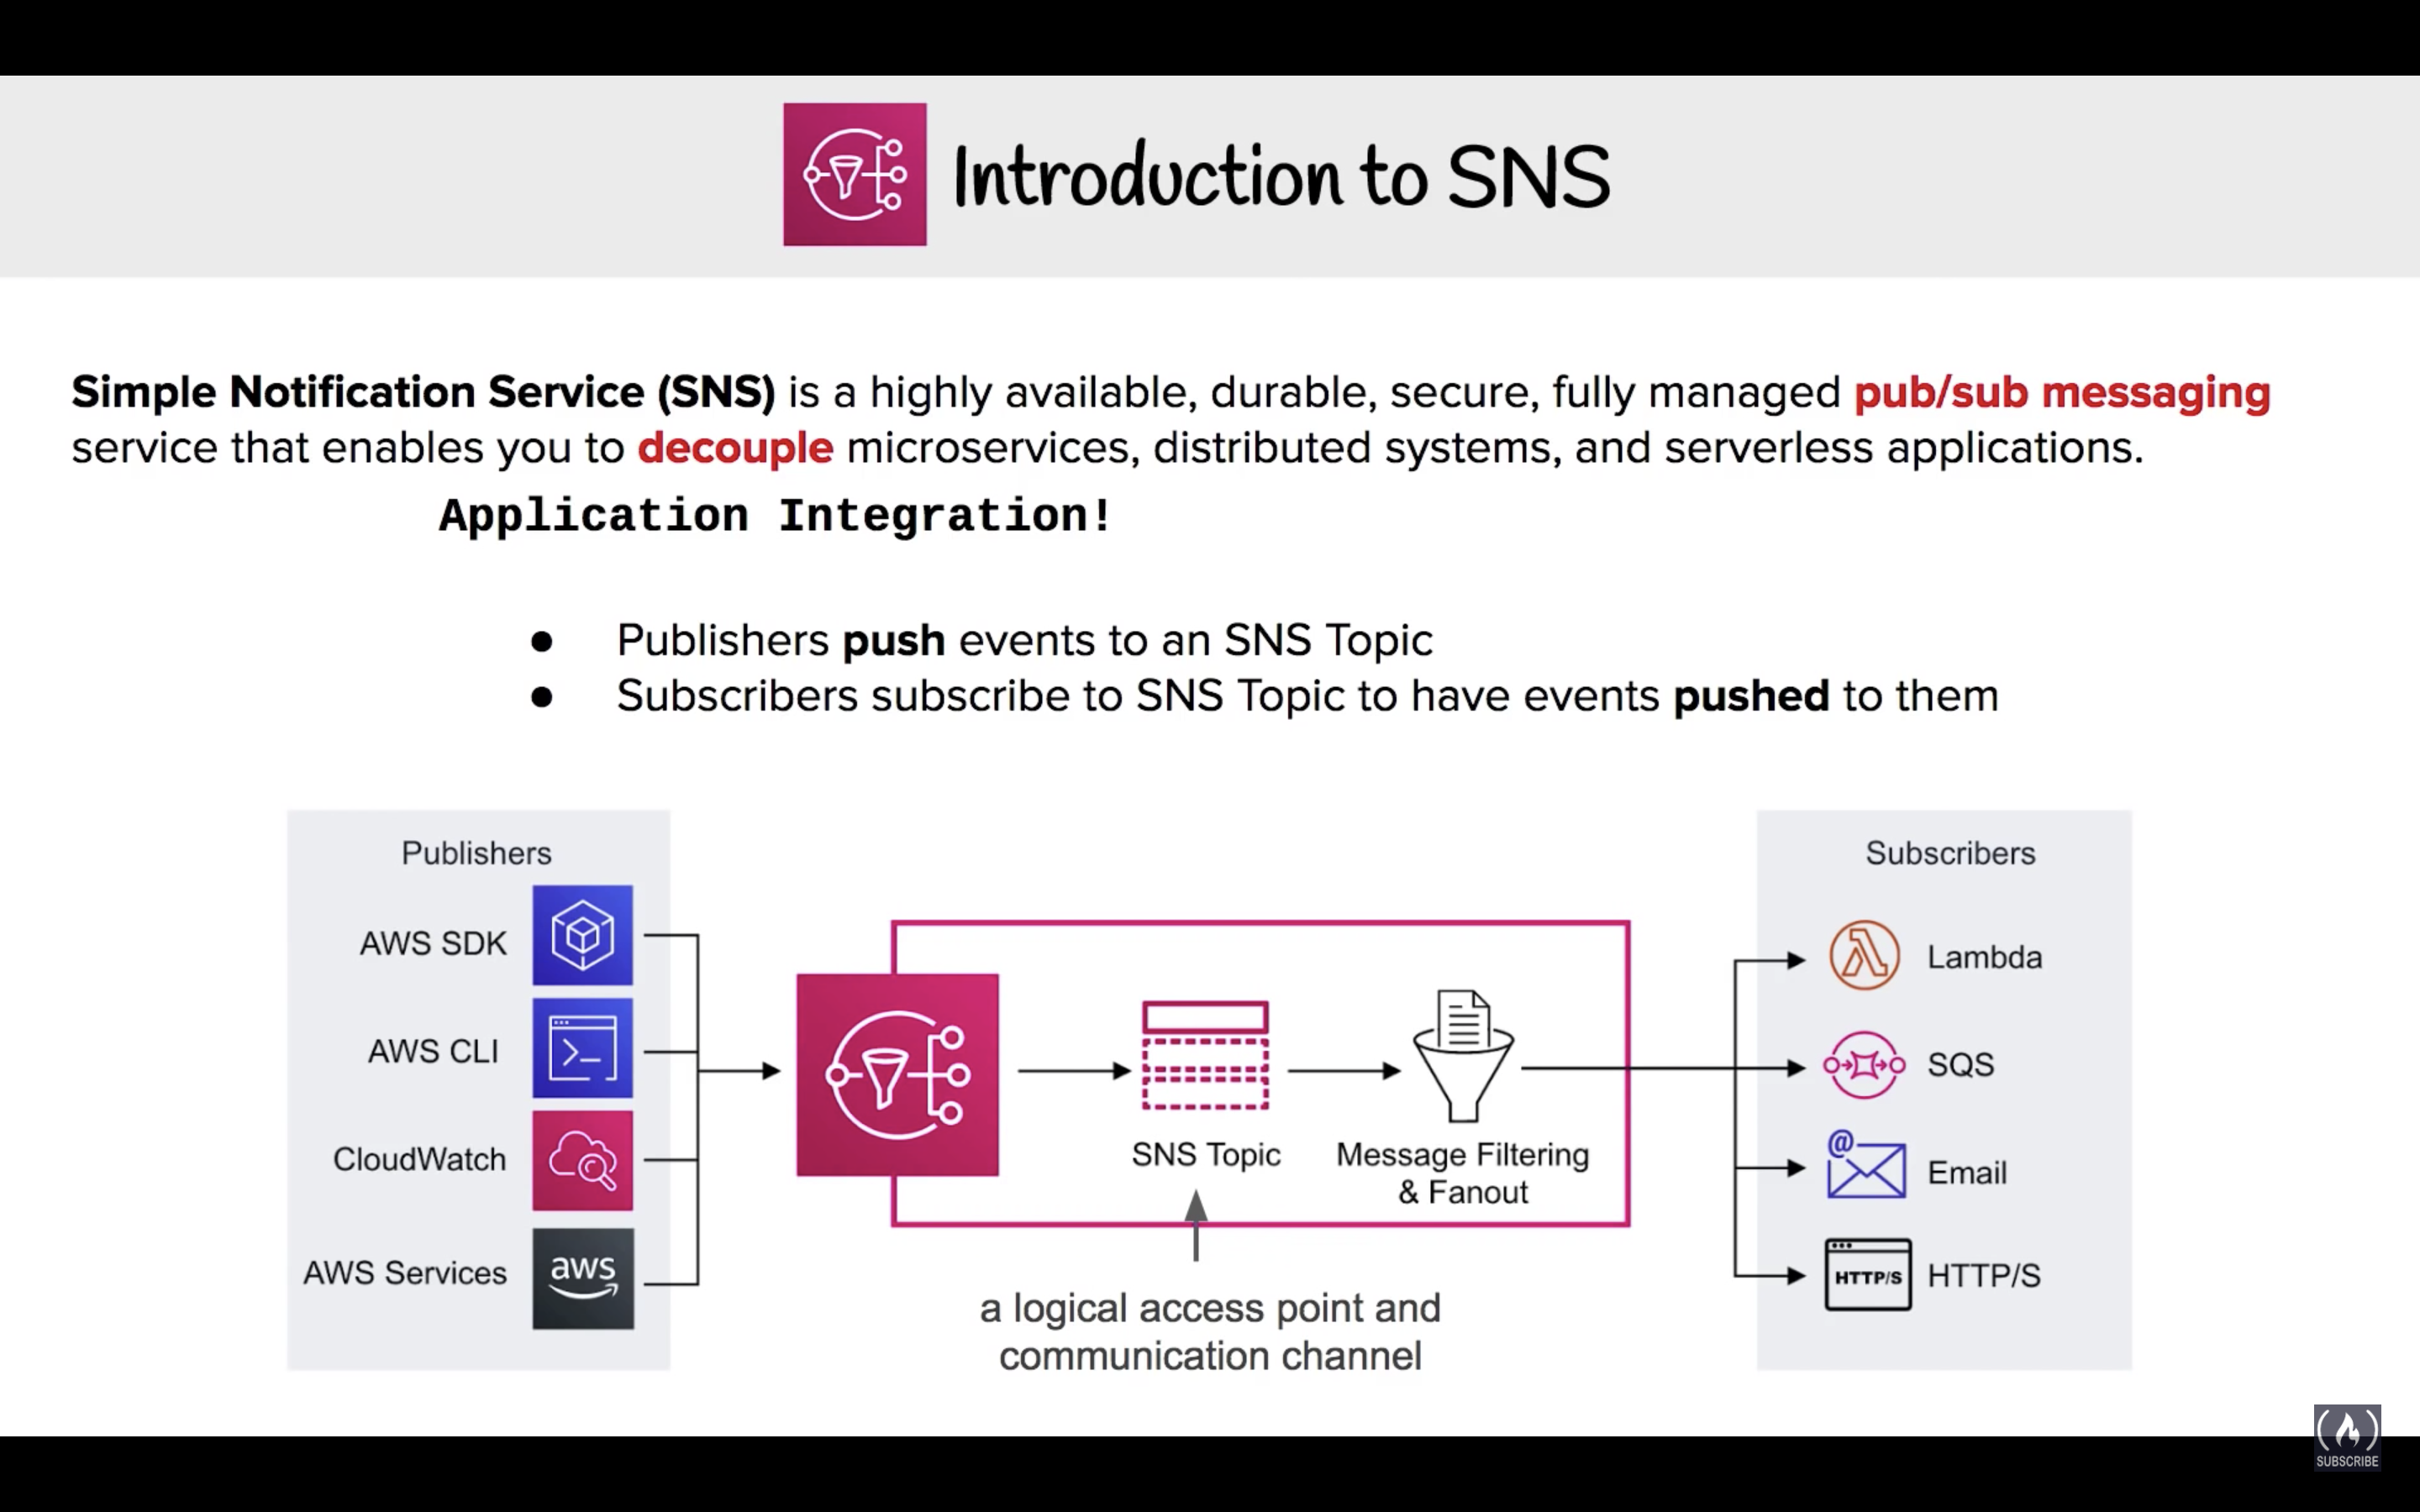 Introduction to SNS
Simple Notification Service (SNS) is a highly available, durable, secure, fully managed pub/sub messaging
service that enables you to decouple microservices, distributed systems, and serverless applications.
Application Integration!
● Publishers push events to an SNS Topic
● Subscribers subscribe to SNS Topic to have events pushed to them
Publishers
AWS SDK
AWS CLI
CloudWatch
AWS Services
aws
SNS Topic
Message Filtering
& Fanout
a logical access point and
communication channel
Subscribers
Lambda
SQS
@
Email
HTTP/S
HTTP/S
SUBSCRIBE